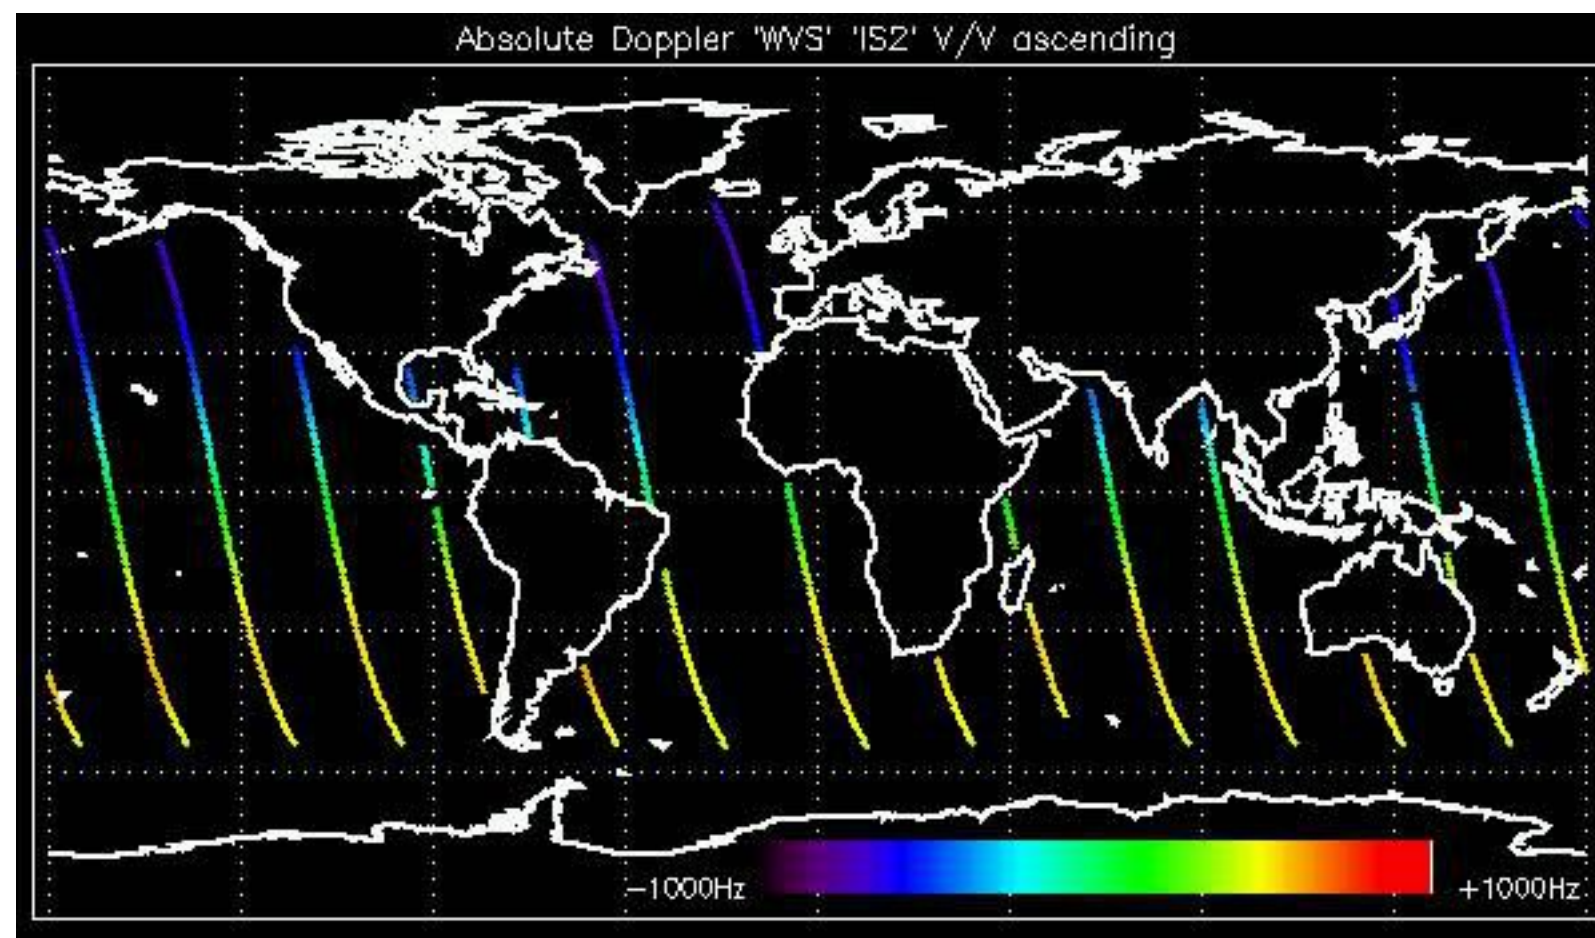 Absolute Doppler 'WVS' 'IS2' V/V ascending
-1000Hz +1000Hz